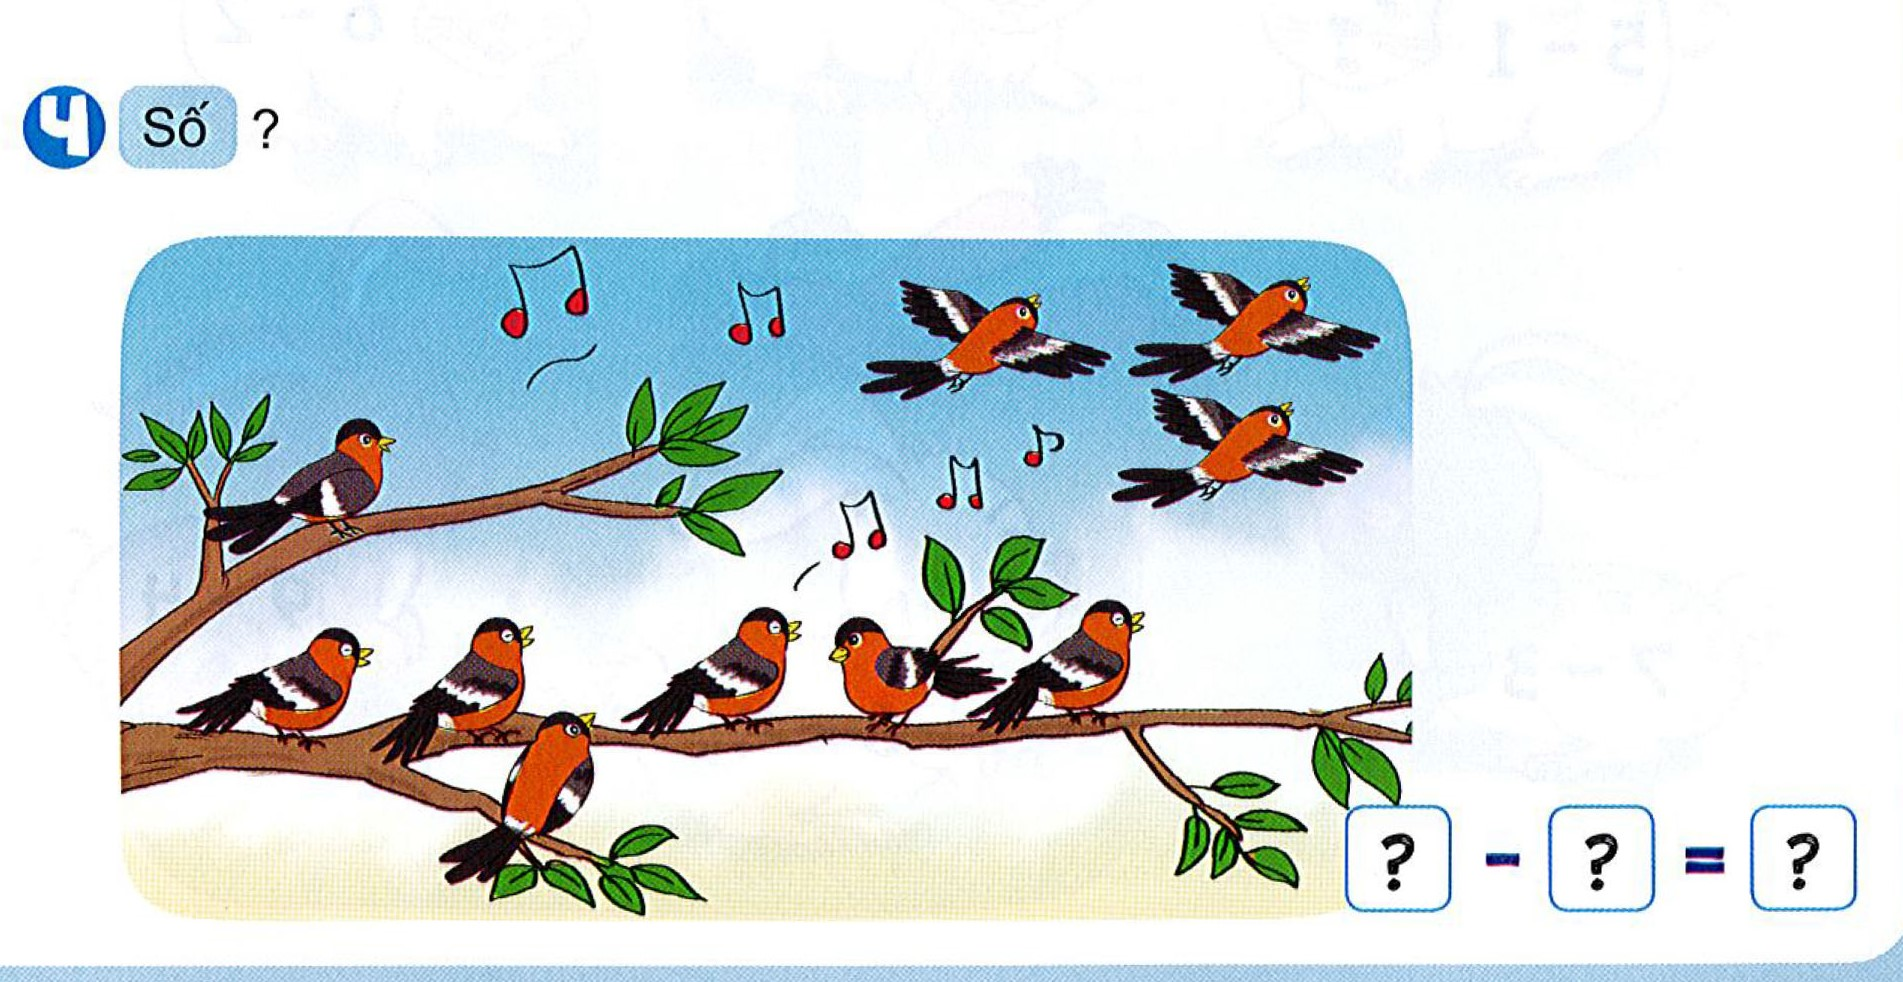 4 Số ?
? - ? = ?